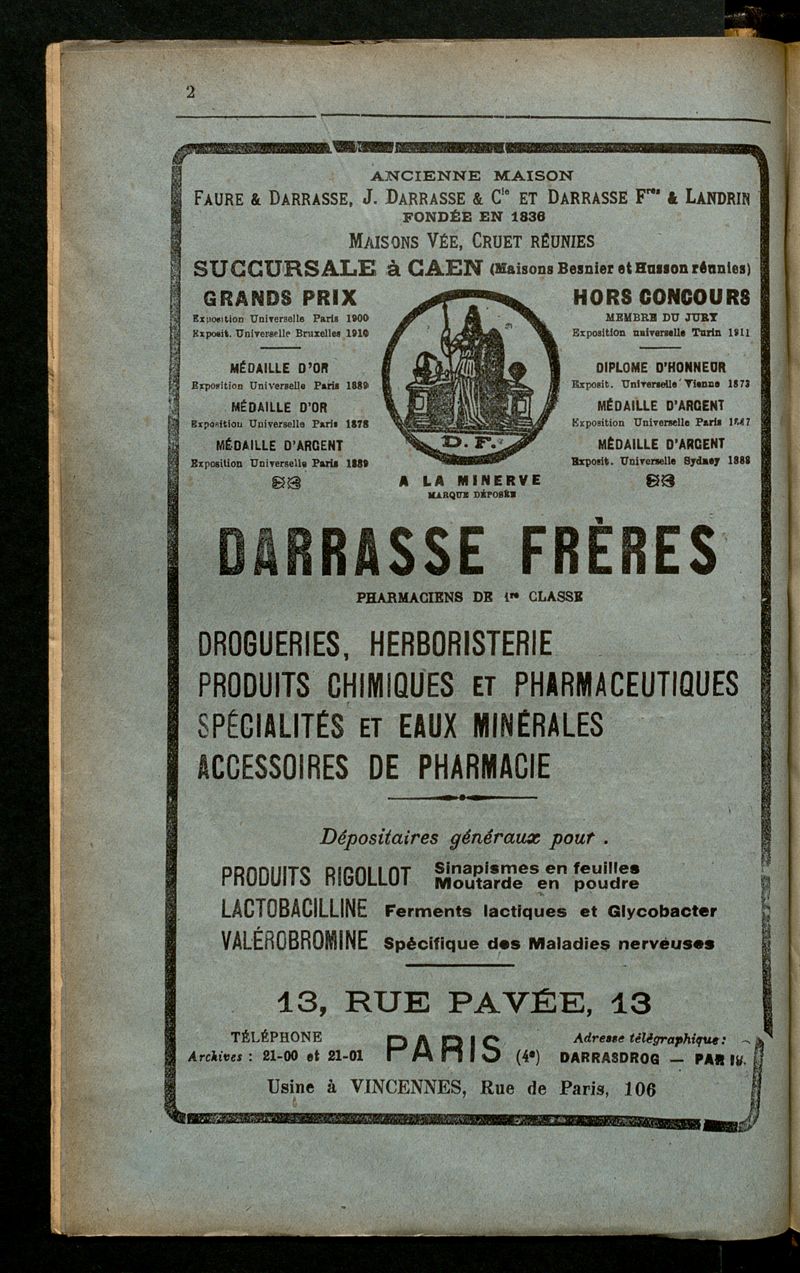 2
ANCIENNE MAISON
FAURE & DARRASSE, J. DARRASSE & Cie ET DARRASSE Fres & LANDRIN
FONDÉE EN 1836
MAISONS VÉE, CRUET RÉUNIES
SUCCURSALE à CAEN (Maisons Besnier et Husson réunies)
GRANDS PRIX
Exposition Universelle Paris 1900
Exposit. Universelle Bruxelles 1910
MÉDAILLE D'OR
Exposition Universelle Paris 1889
MÉDAILLE D'OR
Exposition Universelle Paris 1878
MÉDAILLE D'ARGENT
Exposition Universelle Paris 1889
D. F.
A LA MINERVE
MARQUE DÉPOSÉE
HORS CONCOURS
MEMBRE DU JURY
Exposition universelle Turin 1911
DIPLOME D'HONNEUR
Exposit. Universelle Vienne 1873
MÉDAILLE D'ARGENT
Exposition Universelle Paris
MÉDAILLE D'ARGENT
Exposit. Universelle Sydney 1888
DARRASSE FRÈRES
PHARMACIENS DE 1re CLASSE
DROGUERIES, HERBORISTERIE
PRODUITS CHIMIQUES ET PHARMACEUTIQUES
SPÉCIALITÉS ET EAUX MINÉRALES
ACCESSOIRES DE PHARMACIE
Dépositaires généraux pour .
PRODUITS RIGOLLOT Sinapismes en feuilles
Moutarde en poudre
LACTOBACILLINE Ferments lactiques et Glycobacter
VALÉROBROMINE Spécifique des Maladies nerveuses
13, RUE PAVÉE, 13
TÉLÉPHONE
Archives : 21-00 et 21-01
PARIS (4e)
Adresse télégraphique :
DARRASDROG — PARIS.
Usine à VINCENNES, Rue de Paris, 106